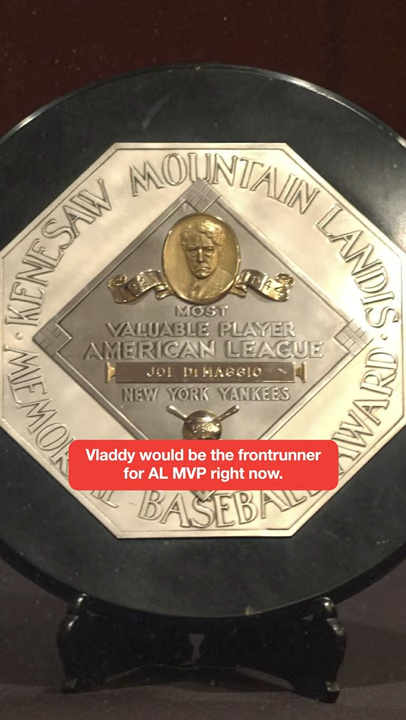 KENESAW MOUNTAIN LANDIS
MOST
VALUABLE PLAYER
AMERICAN LEAGUE
JOE DIMAGGIO
NEW YORK YANKEES
Vladdy would be the frontrunner
for AL MVP right now.
BASEBALL AWARD